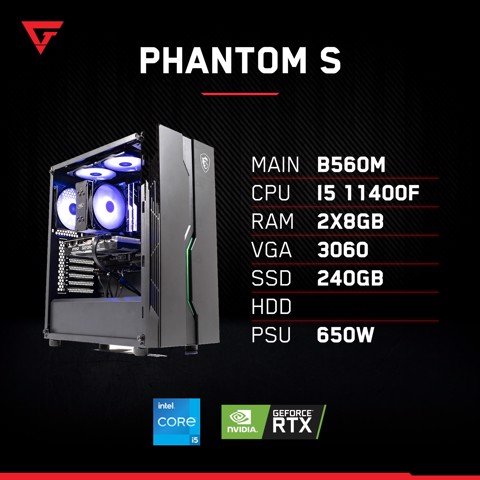 PHANTOM S
MAIN B560M
CPU I5 11400F
RAM 2X8GB
VGA 3060
SSD 240GB
HDD
PSU 650W
intel
CORE
i5
NVIDIA.
GEFORCE
RTX